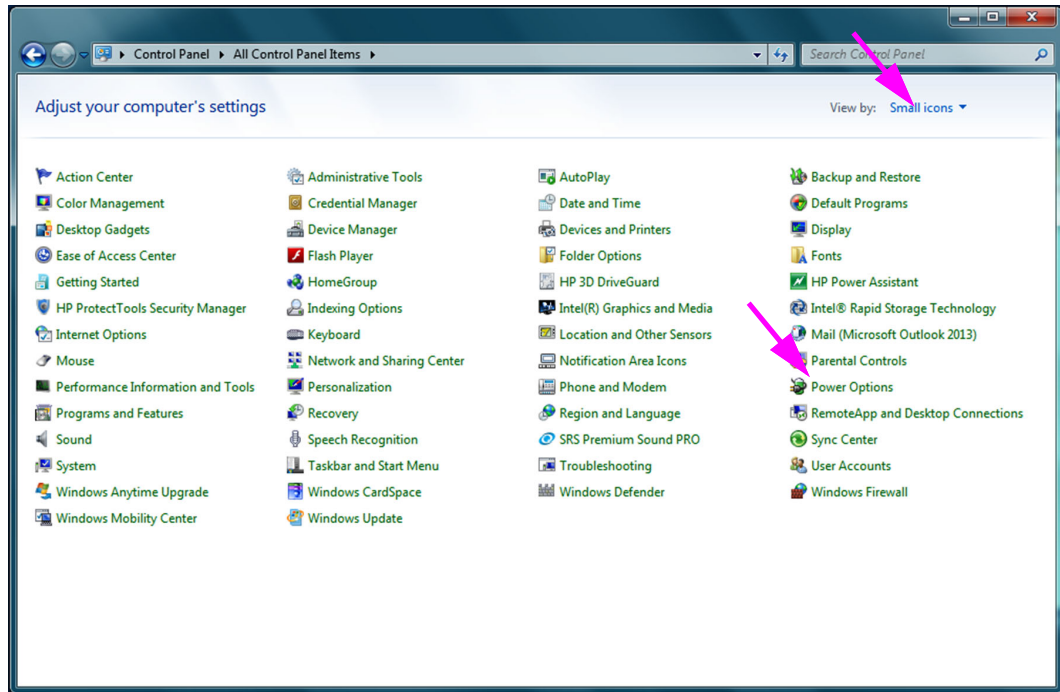 Control Panel All Control Panel Items Search Control Panel
Adjust your computer's settings View by: Small icons
Action Center Administrative Tools AutoPlay Backup and Restore
Color Management Credential Manager Date and Time Default Programs
Desktop Gadgets Device Manager Devices and Printers Display
Ease of Access Center Flash Player Folder Options Fonts
Getting Started HomeGroup HP 3D DriveGuard HP Power Assistant
HP ProtectTools Security Manager Indexing Options Intel(R) Graphics and Media Intel® Rapid Storage Technology
Internet Options Keyboard Location and Other Sensors Mail (Microsoft Outlook 2013)
Mouse Network and Sharing Center Notification Area Icons Parental Controls
Performance Information and Tools Personalization Phone and Modem Power Options
Programs and Features Recovery Region and Language RemoteApp and Desktop Connections
Sound Speech Recognition SRS Premium Sound PRO Sync Center
System Taskbar and Start Menu Troubleshooting User Accounts
Windows Anytime Upgrade Windows CardSpace Windows Defender Windows Firewall
Windows Mobility Center Windows Update